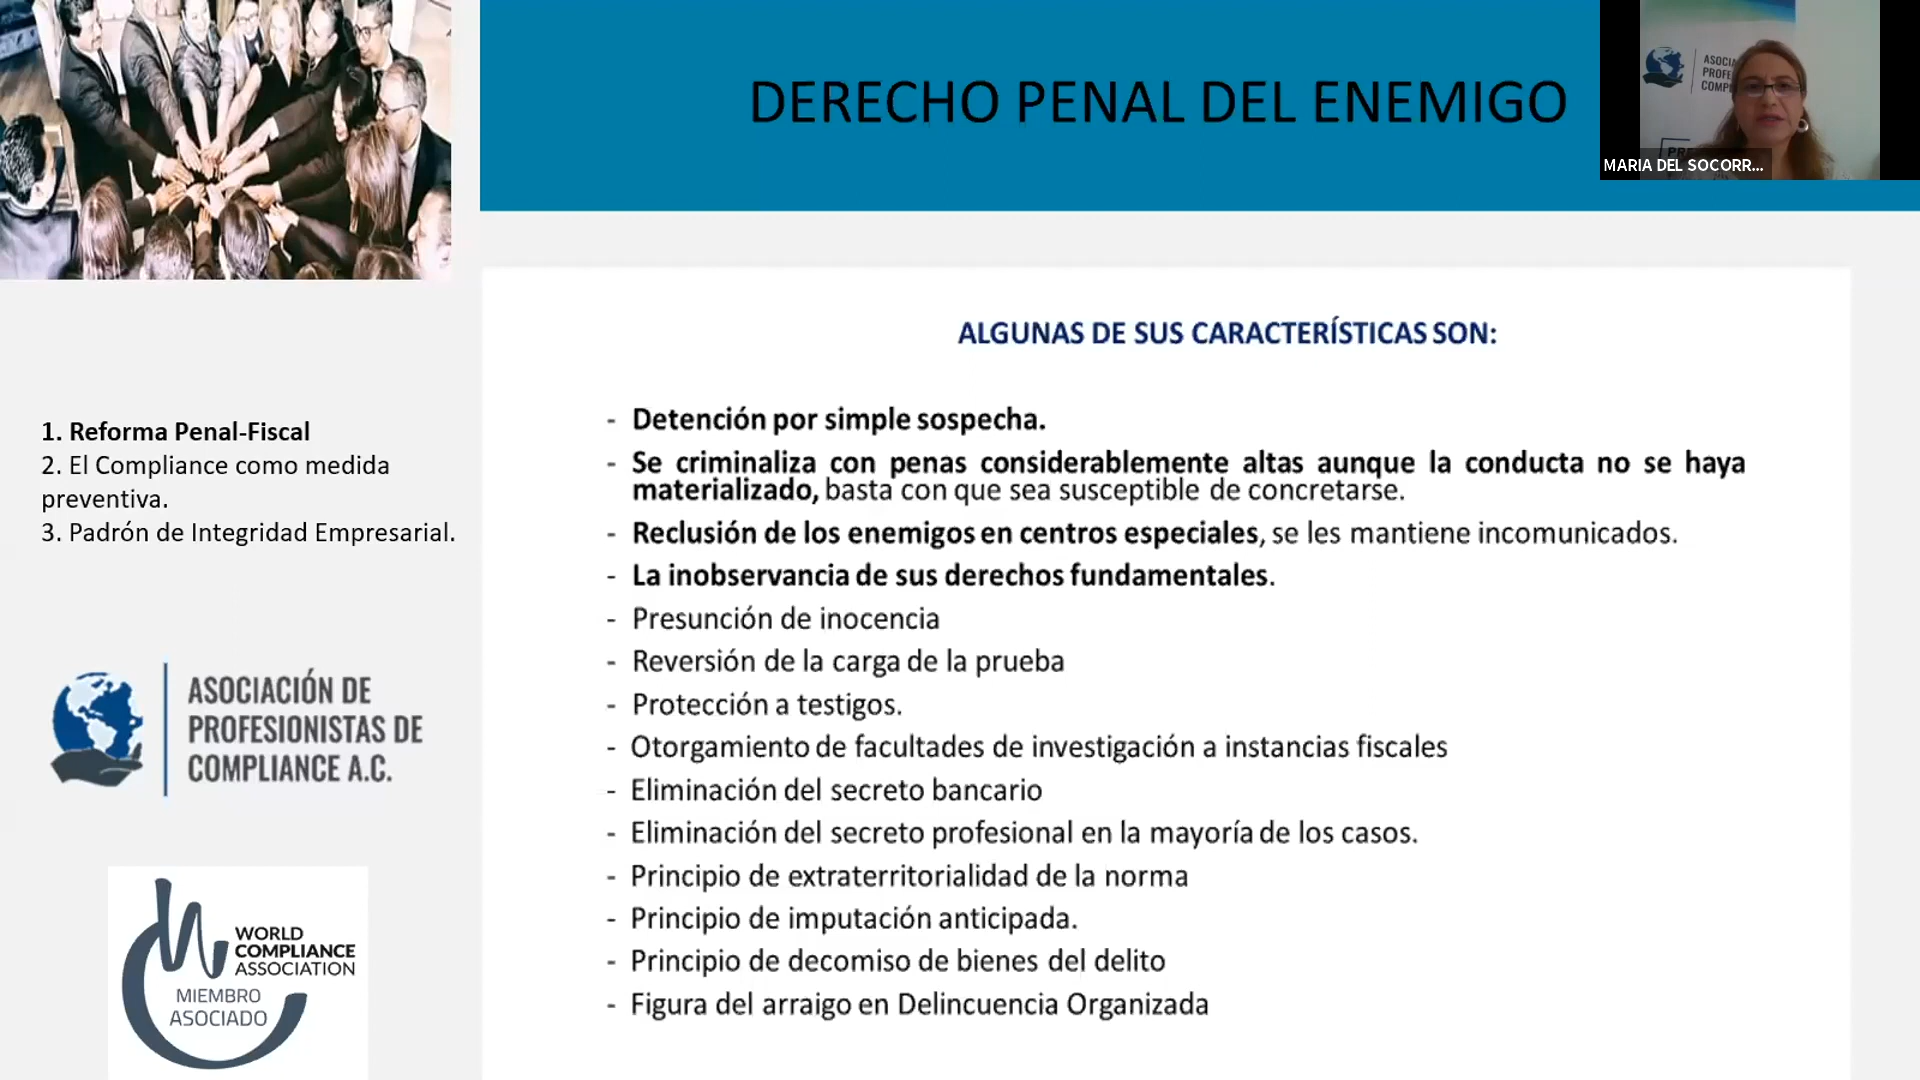 DERECHO PENAL DEL ENEMIGO
ASOCIA
PROFE
COMPL
PRE
MARIA DEL SOCORR...
ALGUNAS DE SUS CARACTERÍSTICAS SON:
- Detención por simple sospecha.
- Se criminaliza con penas considerablemente altas aunque la conducta no se haya
materializado, basta con que sea susceptible de concretarse.
- Reclusión de los enemigos en centros especiales, se les mantiene incomunicados.
- La inobservancia de sus derechos fundamentales.
- Presunción de inocencia
- Reversión de la carga de la prueba
- Protección a testigos.
- Otorgamiento de facultades de investigación a instancias fiscales
- Eliminación del secreto bancario
- Eliminación del secreto profesional en la mayoría de los casos.
- Principio de extraterritorialidad de la norma
- Principio de imputación anticipada.
- Principio de decomiso de bienes del delito
- Figura del arraigo en Delincuencia Organizada
1. Reforma Penal-Fiscal
2. El Compliance como medida
preventiva.
3. Padrón de Integridad Empresarial.
ASOCIACIÓN DE
PROFESIONISTAS DE
COMPLIANCE A.C.
WORLD
COMPLIANCE
ASSOCIATION
MIEMBRO
ASOCIADO